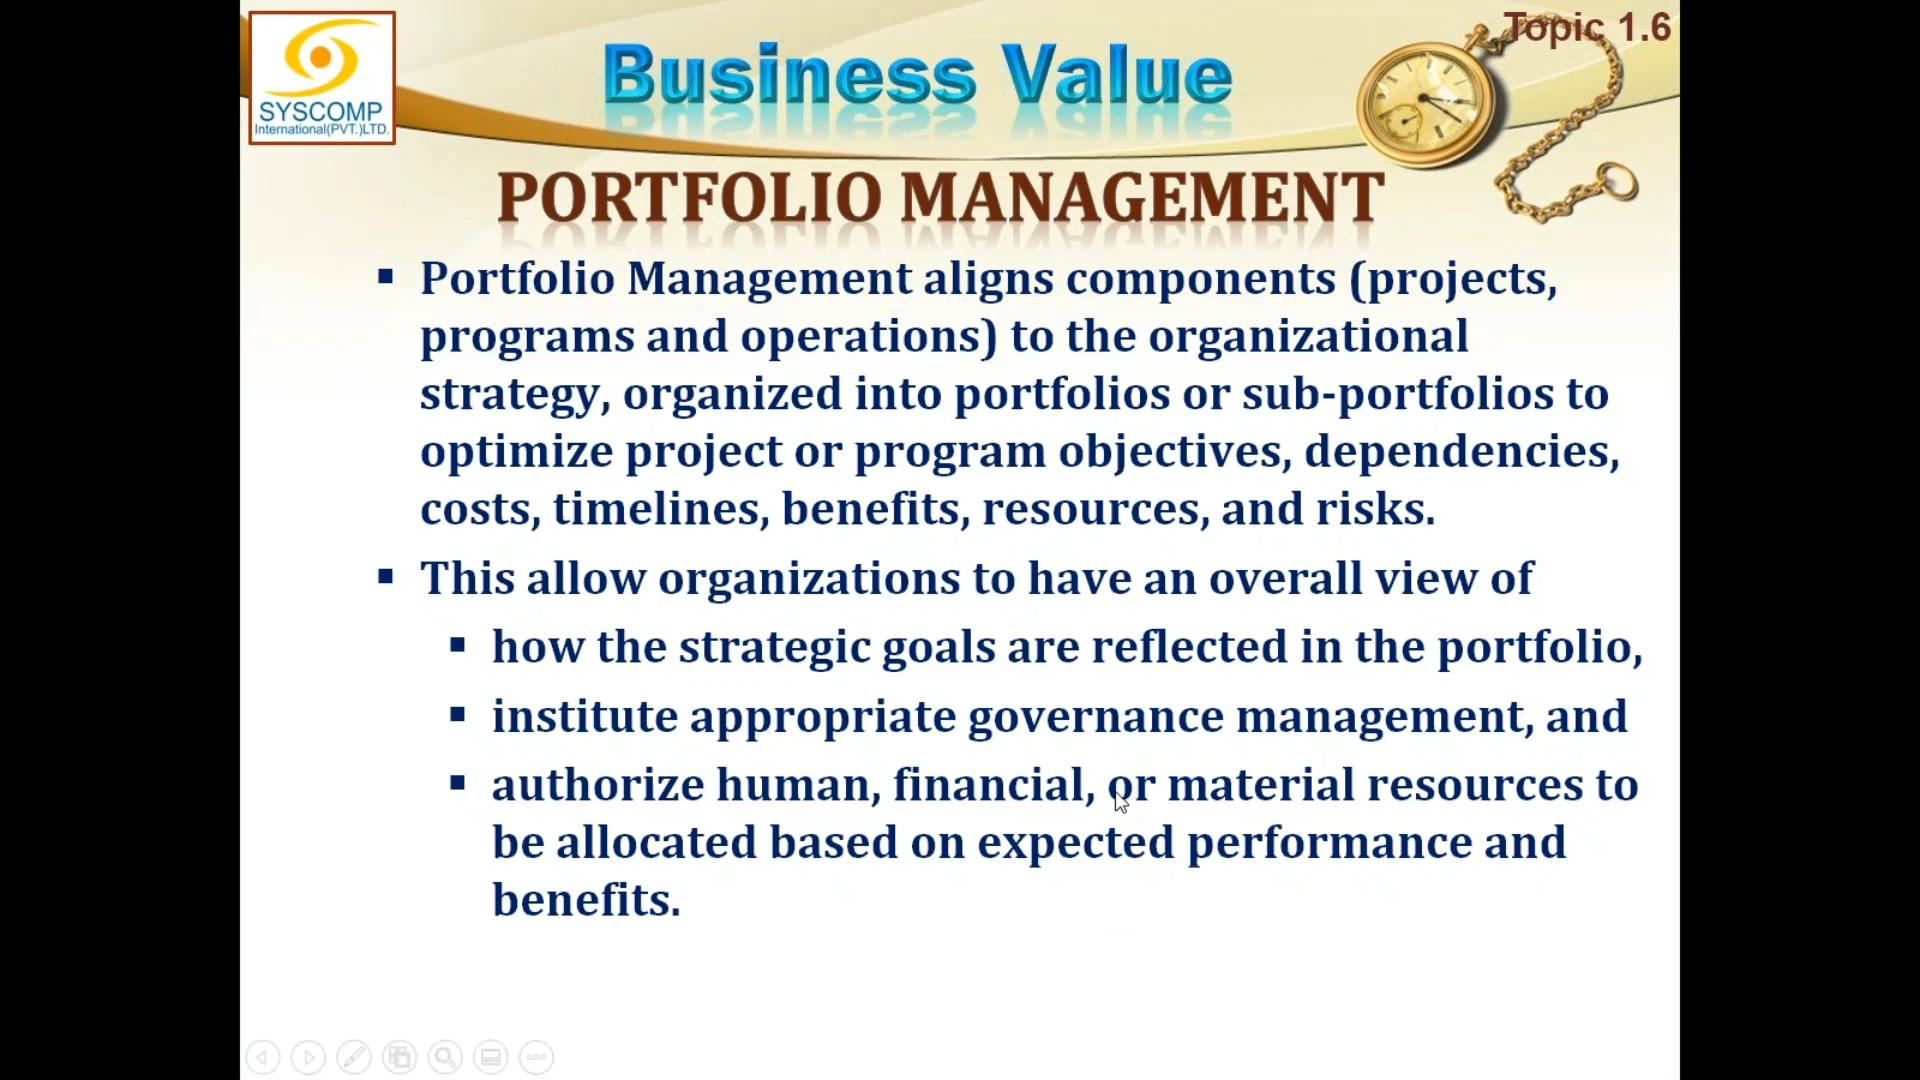 Topic 1.6
SYSCOMP
International(PVT.)LTD.
Business Value
PORTFOLIO MANAGEMENT
▪ Portfolio Management aligns components (projects,
programs and operations) to the organizational
strategy, organized into portfolios or sub-portfolios to
optimize project or program objectives, dependencies,
costs, timelines, benefits, resources, and risks.
▪ This allow organizations to have an overall view of
▪ how the strategic goals are reflected in the portfolio,
▪ institute appropriate governance management, and
▪ authorize human, financial, or material resources to
be allocated based on expected performance and
benefits.